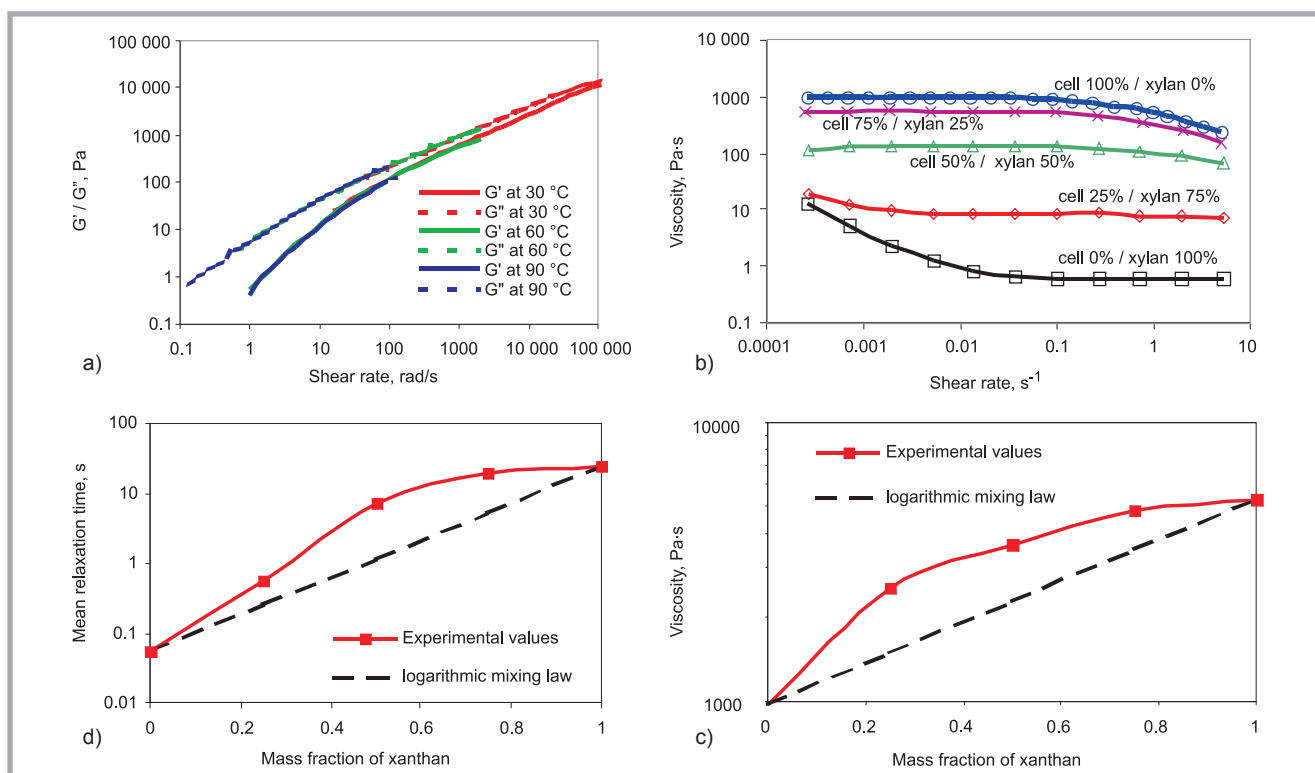 100 000
10 000
1000
100
10
1
0.1
G' / G", Pa
G' at 30 °C
G" at 30 °C
G' at 60 °C
G" at 60 °C
G' at 90 °C
G" at 90 °C
0.1 1 10 100 1000 10 000 100 000
a) Shear rate, rad/s
10 000
1000
100
10
1
0.1
Viscosity, Pa·s
cell 100% / xylan 0%
cell 75% / xylan 25%
cell 50% / xylan 50%
cell 25% / xylan 75%
cell 0% / xylan 100%
0.0001 0.001 0.01 0.1 1 10
b) Shear rate, s⁻¹
100
10
1
0.1
0.01
Mean relaxation time, s
Experimental values
logarithmic mixing law
0 0.2 0.4 0.6 0.8 1
d) Mass fraction of xanthan
10000
1000
Viscosity, Pa·s
Experimental values
logarithmic mixing law
0 0.2 0.4 0.6 0.8 1
c) Mass fraction of xanthan